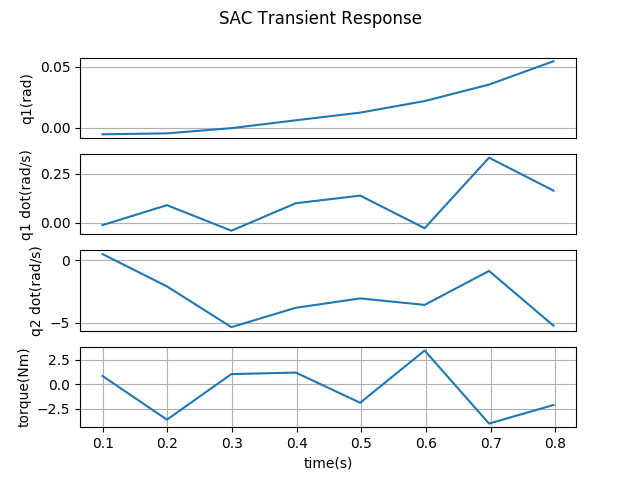 SAC Transient Response
q1(rad)
0.05
0.00
q1 dot(rad/s)
0.25
0.00
q2 dot(rad/s)
0
−5
torque(Nm)
2.5
0.0
−2.5
0.1 0.2 0.3 0.4 0.5 0.6 0.7 0.8
time(s)